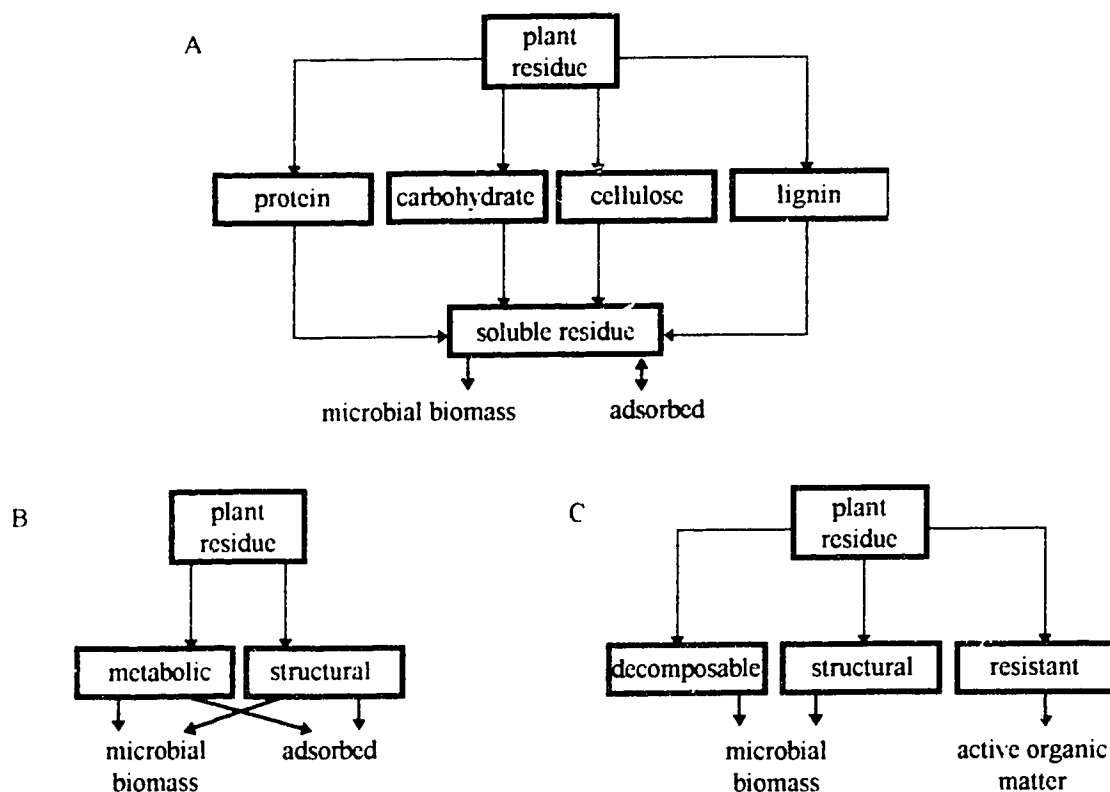 A
plant
residue
protein
carbohydrate
cellulose
lignin
soluble residue
microbial biomass
adsorbed
B
plant
residue
metabolic
structural
microbial
biomass
adsorbed
C
plant
residue
decomposable
structural
resistant
microbial
biomass
active organic
matter